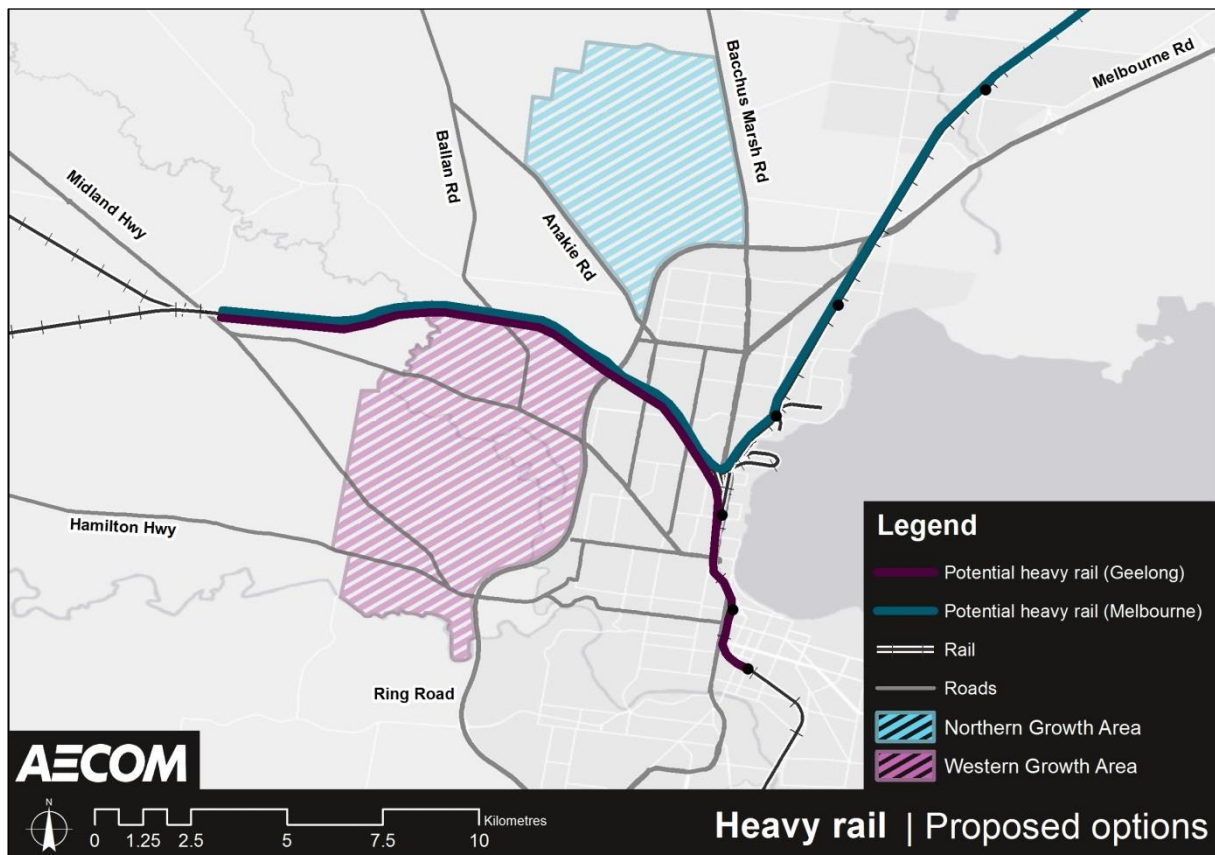 Bacchus Marsh Rd
Melbourne Rd
Ballan Rd
Midland Hwy
Anakie Rd
Hamilton Hwy
Ring Road
Legend
Potential heavy rail (Geelong)
Potential heavy rail (Melbourne)
Rail
Roads
Northern Growth Area
Western Growth Area
AECOM
N
Kilometres
0 1.25 2.5 5 7.5 10
Heavy rail | Proposed options